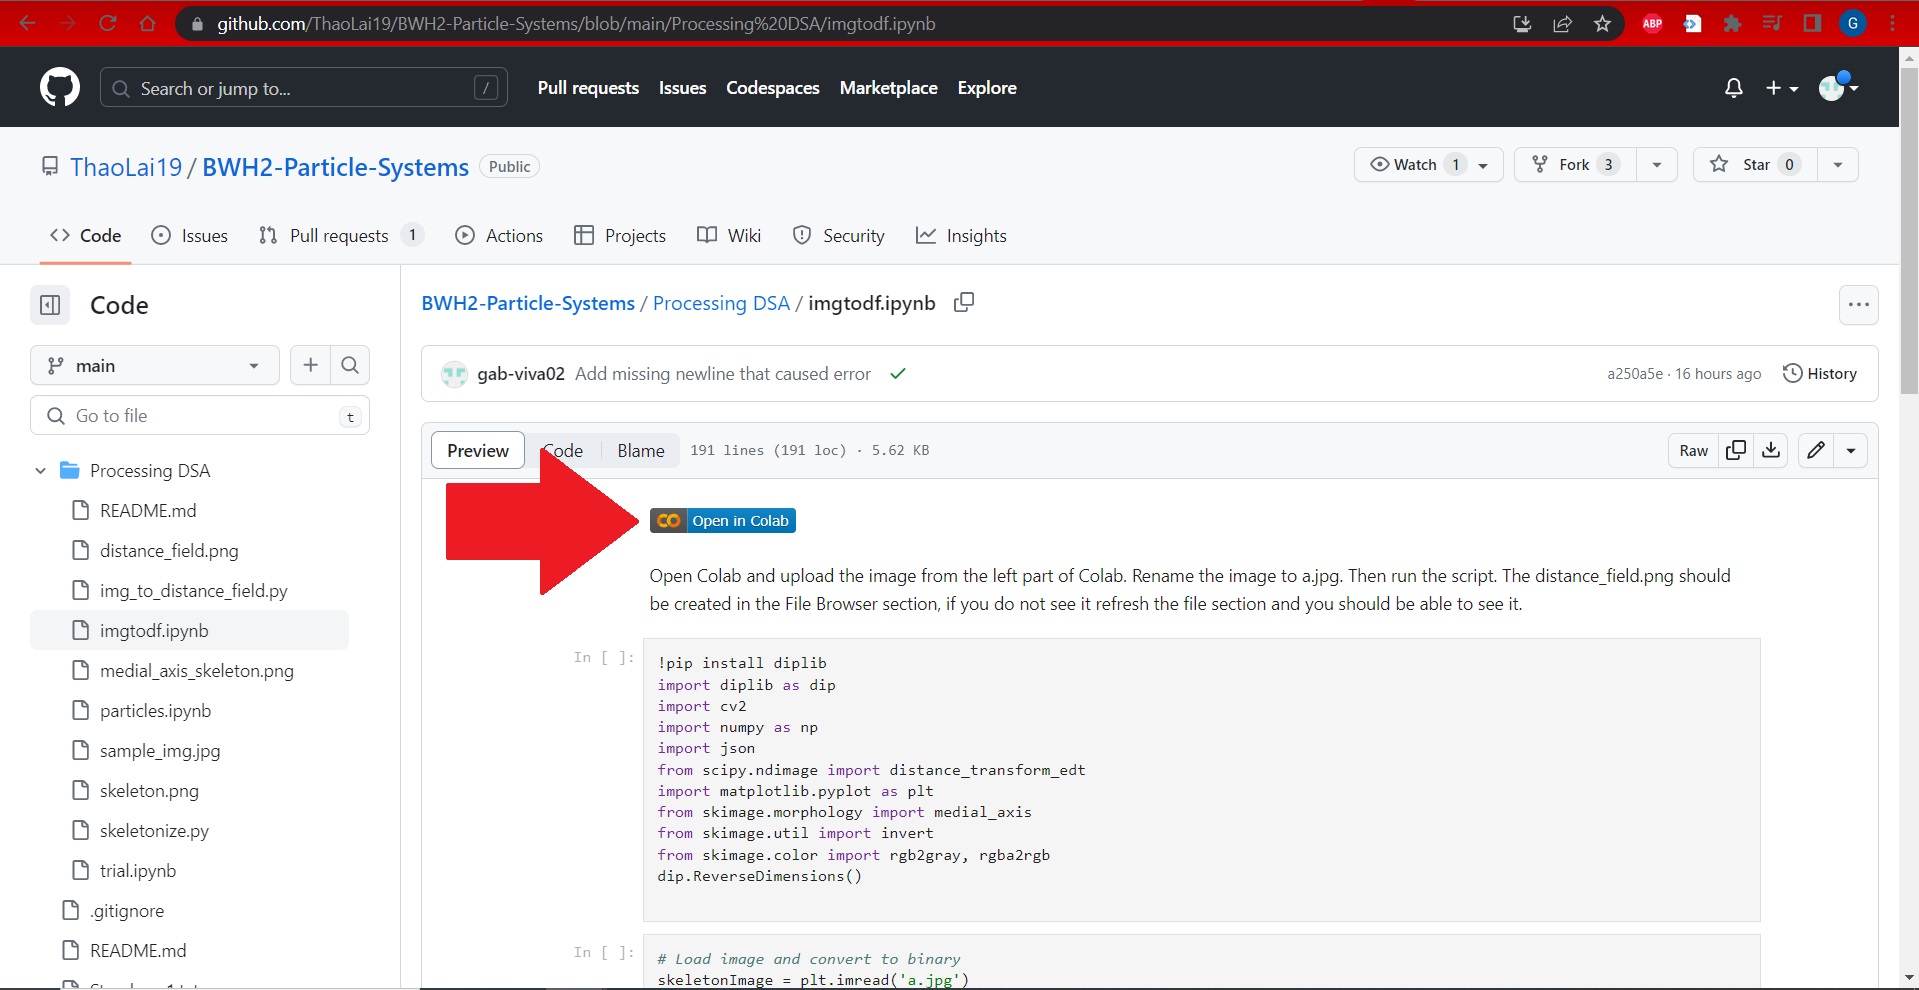 github.com/ThaoLai19/BWH2-Particle-Systems/blob/main/Processing%20DSA/imgtodf.ipynb
ABP
G
Search or jump to...
/
Pull requests
Issues
Codespaces
Marketplace
Explore
ThaoLai19 / BWH2-Particle-Systems
Public
Watch 1
Fork 3
Star 0
Code
Issues
Pull requests 1
Actions
Projects
Wiki
Security
Insights
Code
main
Go to file
t
Processing DSA
README.md
distance_field.png
img_to_distance_field.py
imgtodf.ipynb
medial_axis_skeleton.png
particles.ipynb
sample_img.jpg
skeleton.png
skeletonize.py
trial.ipynb
.gitignore
README.md
BWH2-Particle-Systems / Processing DSA / imgtodf.ipynb
gab-viva02 Add missing newline that caused error
a250a5e · 16 hours ago
History
Preview
Code
Blame
191 lines (191 loc) · 5.62 KB
Raw
Open in Colab
Open Colab and upload the image from the left part of Colab. Rename the image to a.jpg. Then run the script. The distance_field.png should
be created in the File Browser section, if you do not see it refresh the file section and you should be able to see it.
In [ ]:
!pip install diplib
import diplib as dip
import cv2
import numpy as np
import json
from scipy.ndimage import distance_transform_edt
import matplotlib.pyplot as plt
from skimage.morphology import medial_axis
from skimage.util import invert
from skimage.color import rgb2gray, rgba2rgb
dip.ReverseDimensions()
In [ ]:
# Load image and convert to binary
skeletonImage = plt.imread('a.jpg')